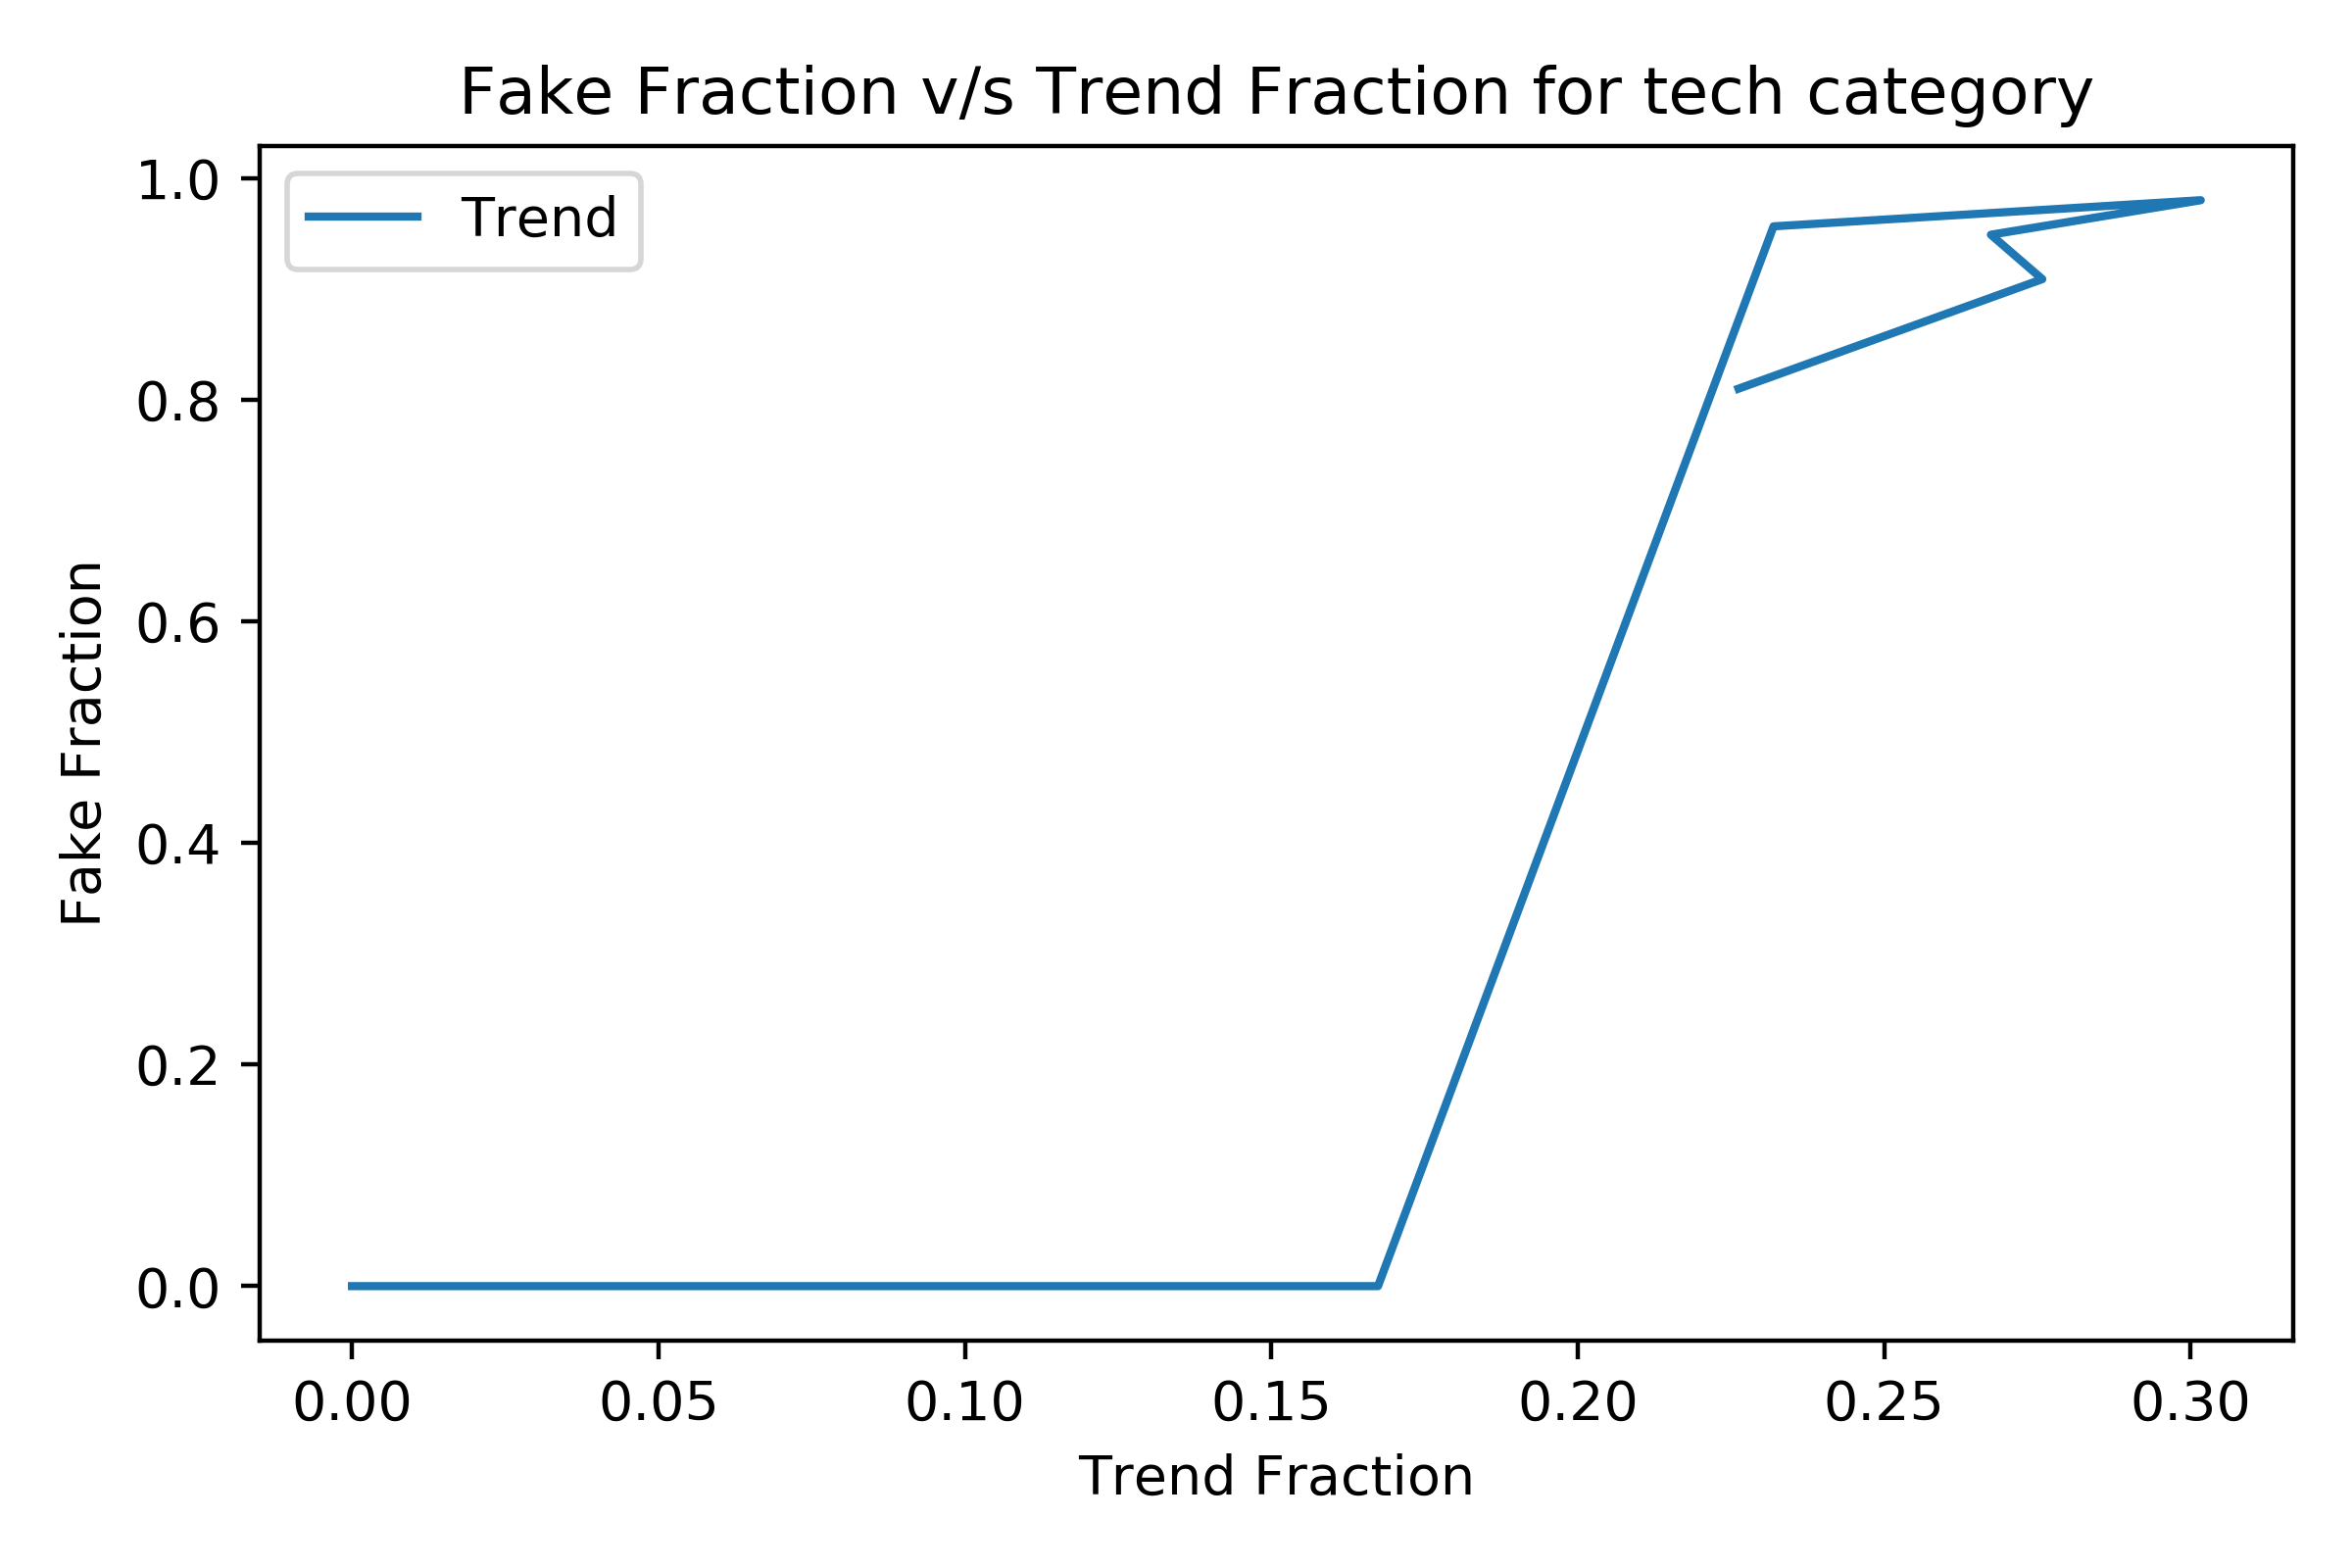 Fake Fraction v/s Trend Fraction for tech category
Trend
1.0
0.8
0.6
0.4
0.2
0.0
Fake Fraction
0.00 0.05 0.10 0.15 0.20 0.25 0.30
Trend Fraction